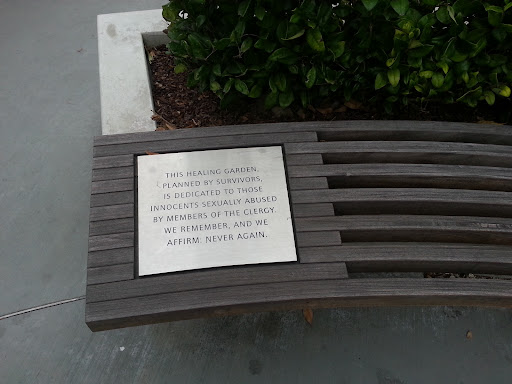 THIS HEALING GARDEN,
PLANNED BY SURVIVORS,
IS DEDICATED TO THOSE
INNOCENTS SEXUALLY ABUSED
BY MEMBERS OF THE CLERGY.
WE REMEMBER, AND WE
AFFIRM: NEVER AGAIN.